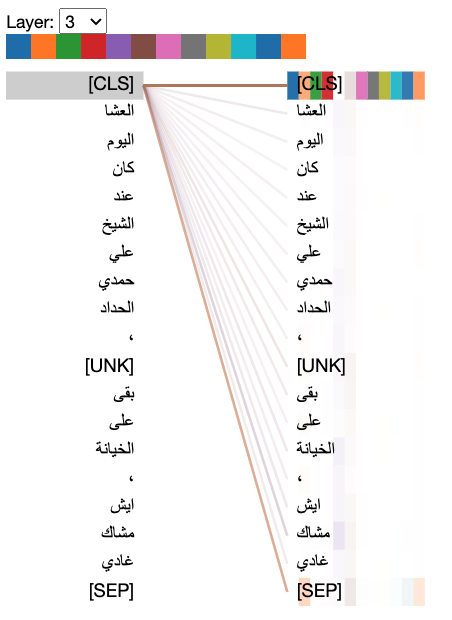 Layer: 3
[CLS] [CLS]
العشا العشا
اليوم اليوم
كان كان
عند عند
الشيخ الشيخ
علي علي
حمدي حمدي
الحداد الحداد
، ،
[UNK] [UNK]
بقى بقى
على على
الخيانة الخيانة
، ،
ايش ايش
مشاك مشاك
غادي غادي
[SEP] [SEP]